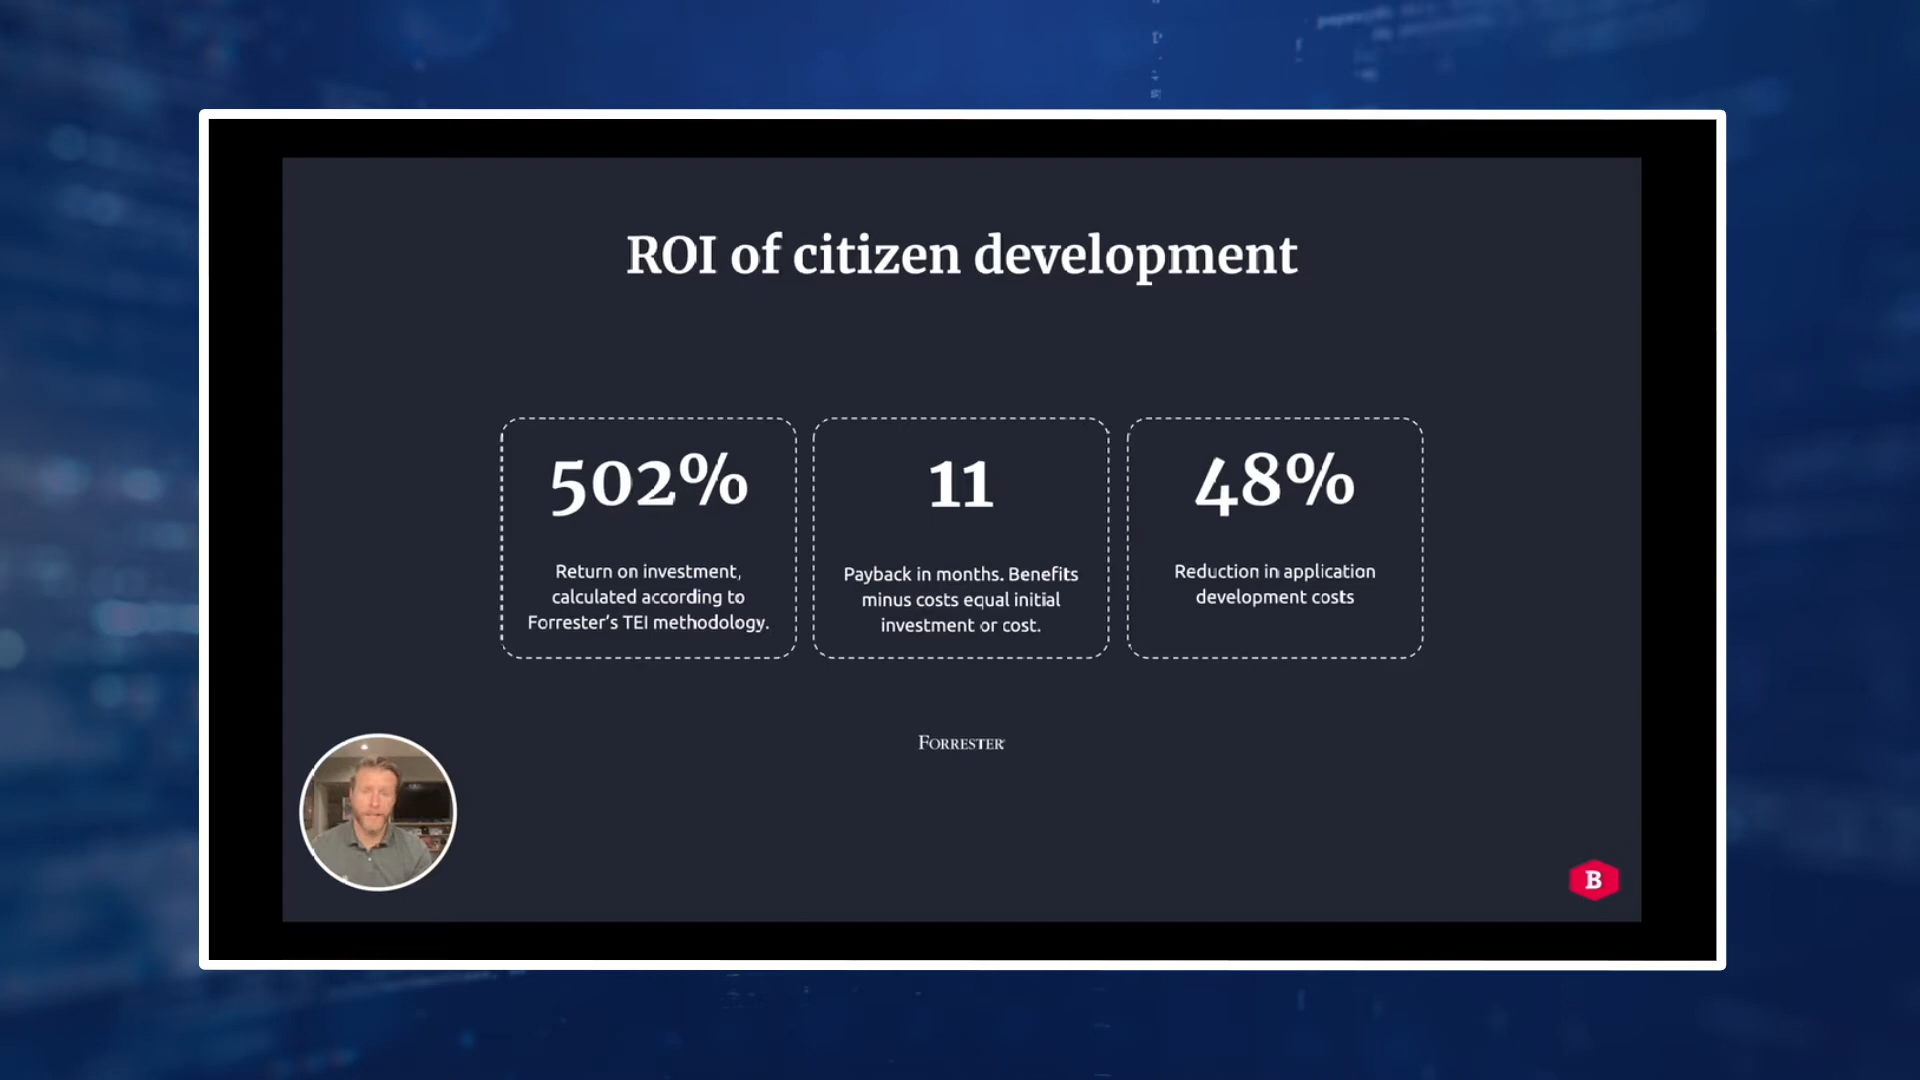 ROI of citizen development
502%
Return on investment,
calculated according to
Forrester's TEI methodology.
11
Payback in months. Benefits
minus costs equal initial
investment or cost.
48%
Reduction in application
development costs
FORRESTER
B